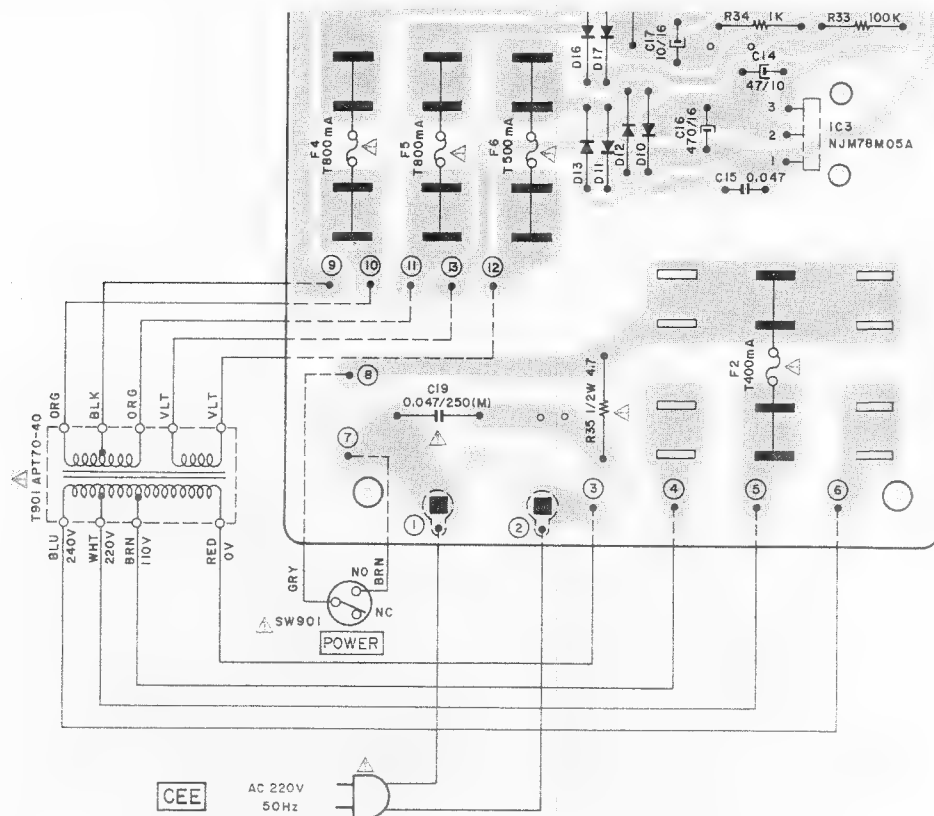 R34 1K
R33 100K
D16
D17
C17
10/16
C14
47/10
F4
T800mA
F5
T800mA
F6
T500mA
D13
D11
D12
D10
C16
470/16
3
2
1
IC3
NJM78M05A
C15 0.047
9
10
11
13
12
8
F2
T400mA
C19
0.047/250(M)
R35 1/2W 4.7
7
ORG
BLK
ORG
VLT
VLT
T901 APT70-40
BLU
240V
WHT
220V
BRN
110V
RED
0V
1
2
3
4
5
6
GRY
NO
BRN
NC
SW901
POWER
CEE
AC 220V
50Hz